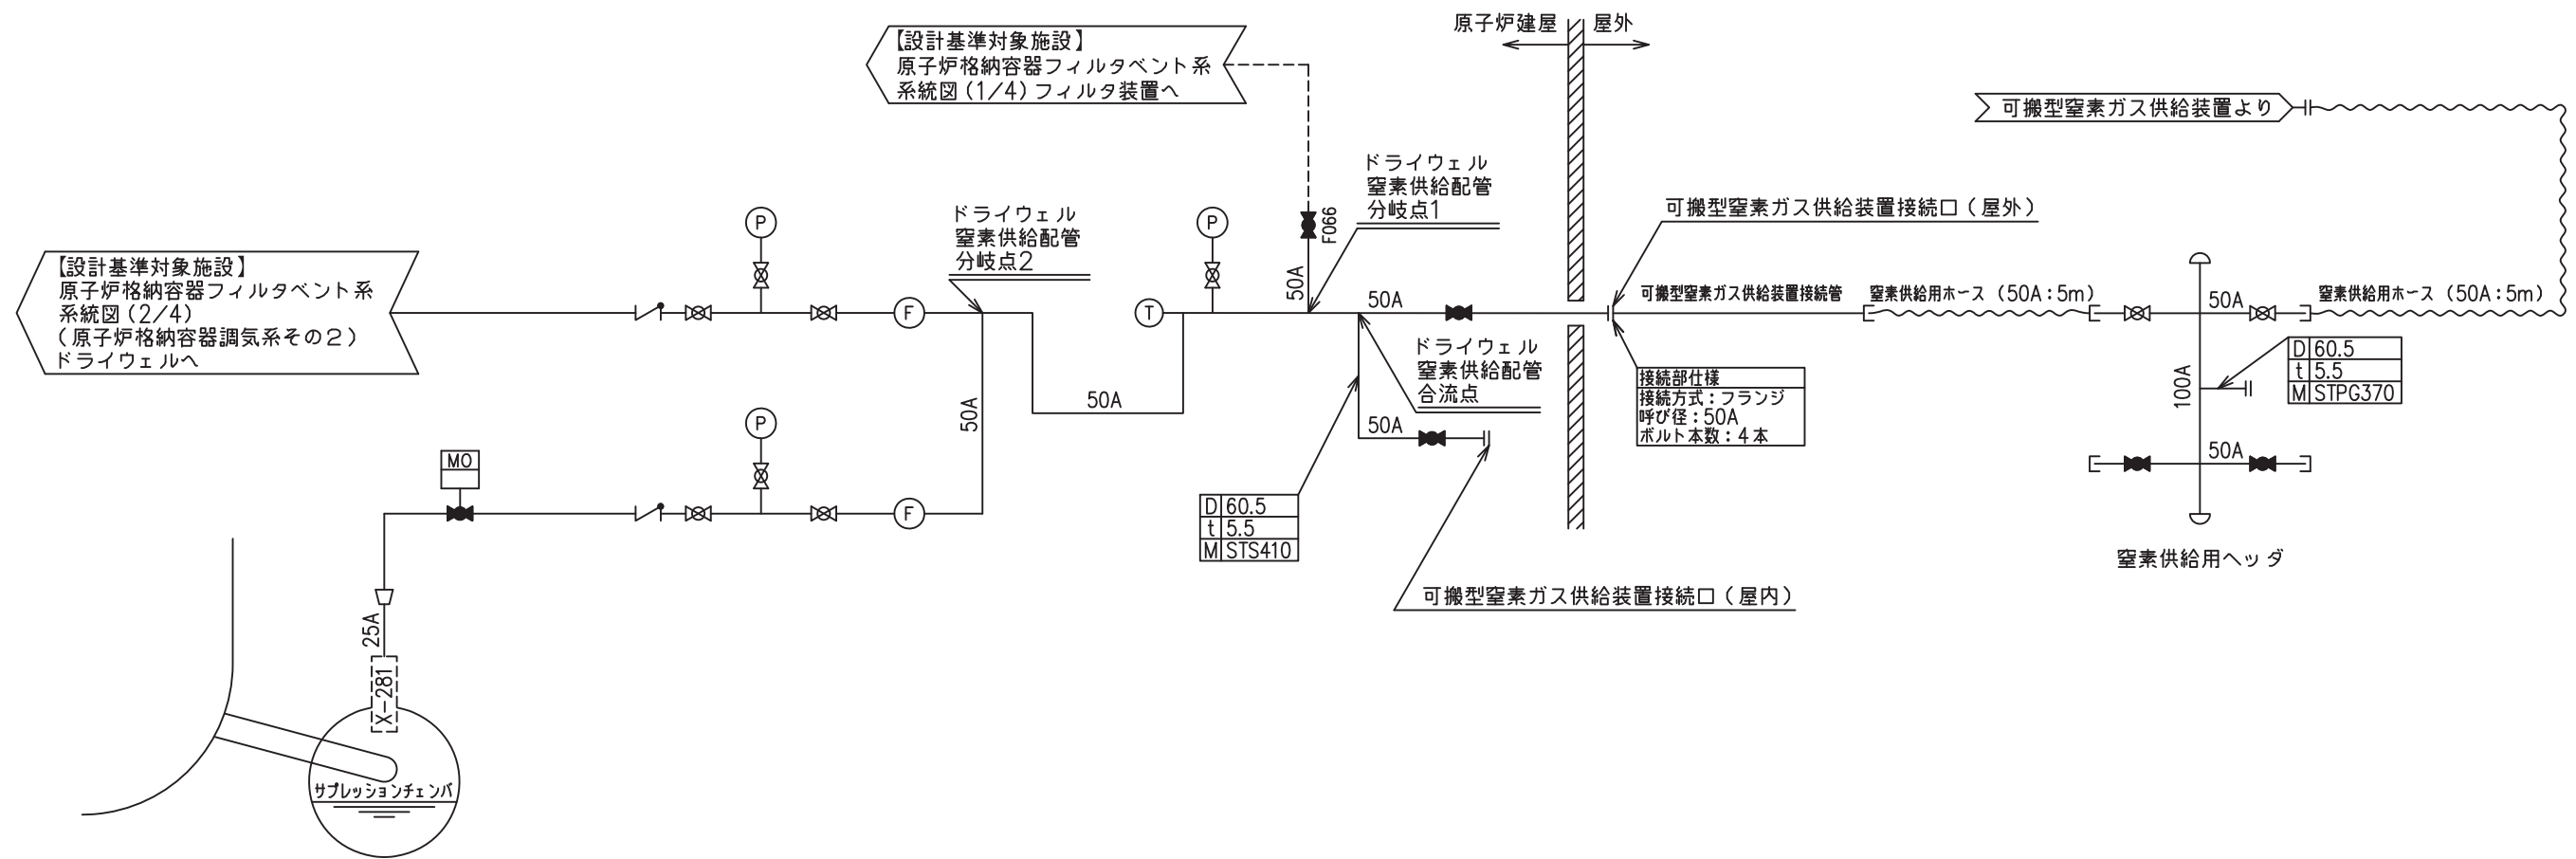 【設計基準対象施設】
原子炉格納容器フィルタベント系
系統図(1/4)フィルタ装置へ
原子炉建屋
屋外
可搬型窒素ガス供給装置より
ドライウェル
窒素供給配管
分岐点1
F066
50A
P
P
T
ドライウェル
窒素供給配管
分岐点2
【設計基準対象施設】
原子炉格納容器フィルタベント系
系統図(2/4)
(原子炉格納容器調気系その2)
ドライウェルへ
F
50A
50A
50A
可搬型窒素ガス供給装置接続口(屋外)
可搬型窒素ガス供給装置接続管
窒素供給用ホース(50A:5m)
50A
窒素供給用ホース(50A:5m)
ドライウェル
窒素供給配管
合流点
50A
接続部仕様
接続方式:フランジ
呼び径:50A
ボルト本数:4本
100A
D 60.5
t 5.5
M STPG370
50A
P
MO
F
D 60.5
t 5.5
M STS410
窒素供給用ヘッダ
可搬型窒素ガス供給装置接続口(屋内)
25A
X-281
サプレッションチェンバ